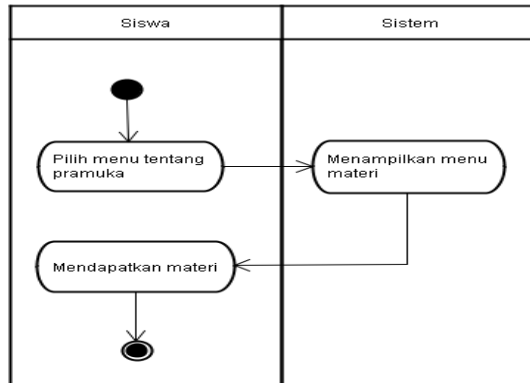 Siswa
Sistem
Pilih menu tentang
pramuka
Menampilkan menu
materi
Mendapatkan materi